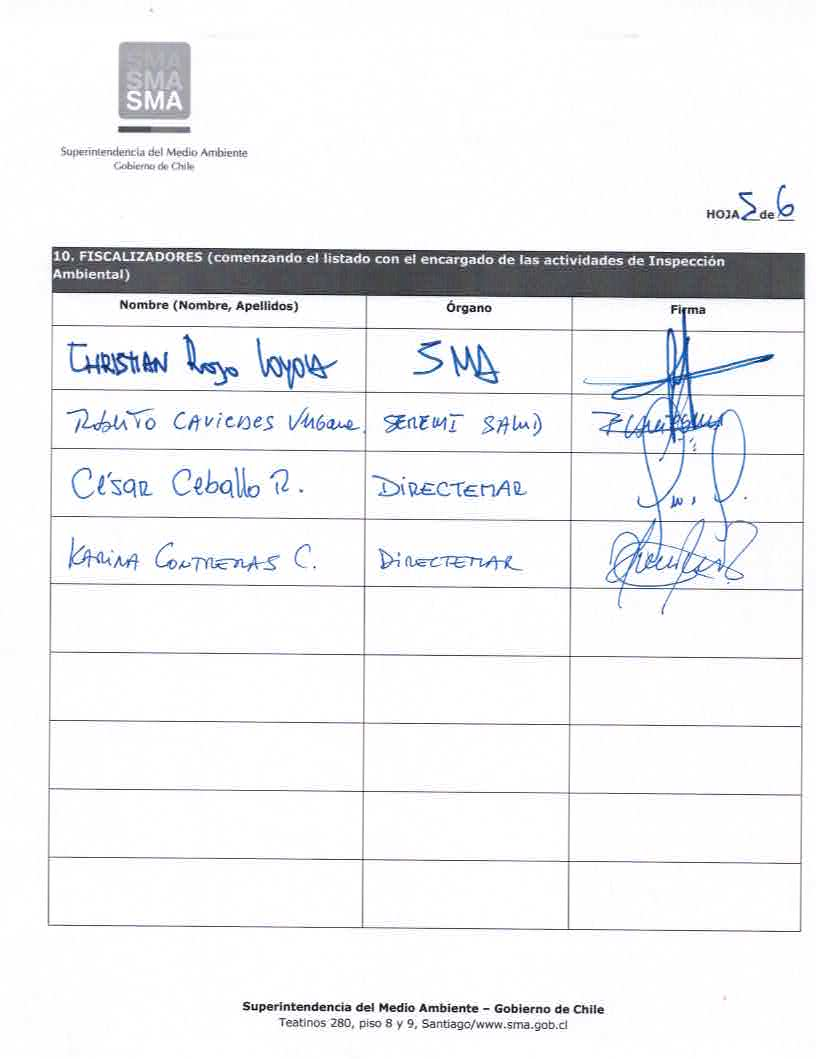 SMA
SMA
SMA
Superintendencia del Medio Ambiente
Gobierno de Chile
HOJA 5 de 6
10. FISCALIZADORES (comenzando el listado con el encargado de las actividades de Inspección
Ambiental)
Nombre (Nombre, Apellidos) Órgano Firma
CHRISTIAN Rojo Loyola SMA
Roberto CAVIEDES SEREMI SALUD
César Ceballo R. DIRECTEMAR
KARINA CONTRERAS C. DIRECTEMAR
Superintendencia del Medio Ambiente – Gobierno de Chile
Teatinos 280, piso 8 y 9, Santiago/www.sma.gob.cl